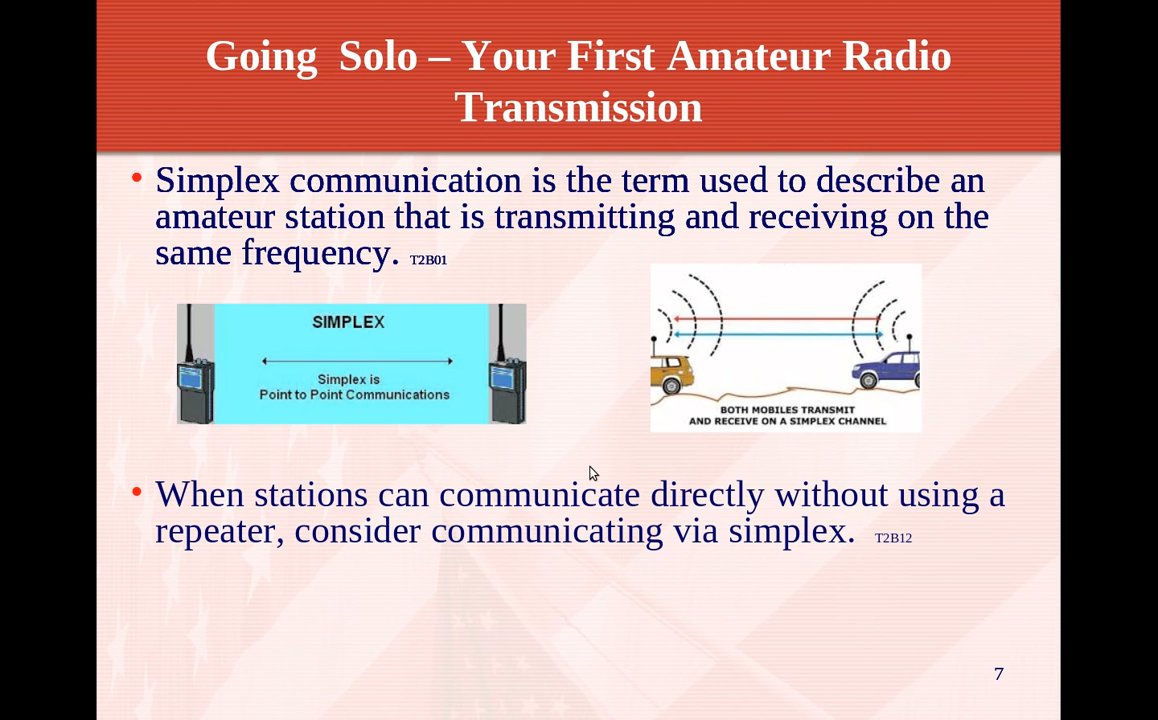 Going Solo – Your First Amateur Radio
Transmission
• Simplex communication is the term used to describe an
amateur station that is transmitting and receiving on the
same frequency. T2B01
SIMPLEX
Simplex is
Point to Point Communications
BOTH MOBILES TRANSMIT
AND RECEIVE ON A SIMPLEX CHANNEL
• When stations can communicate directly without using a
repeater, consider communicating via simplex. T2B12
7